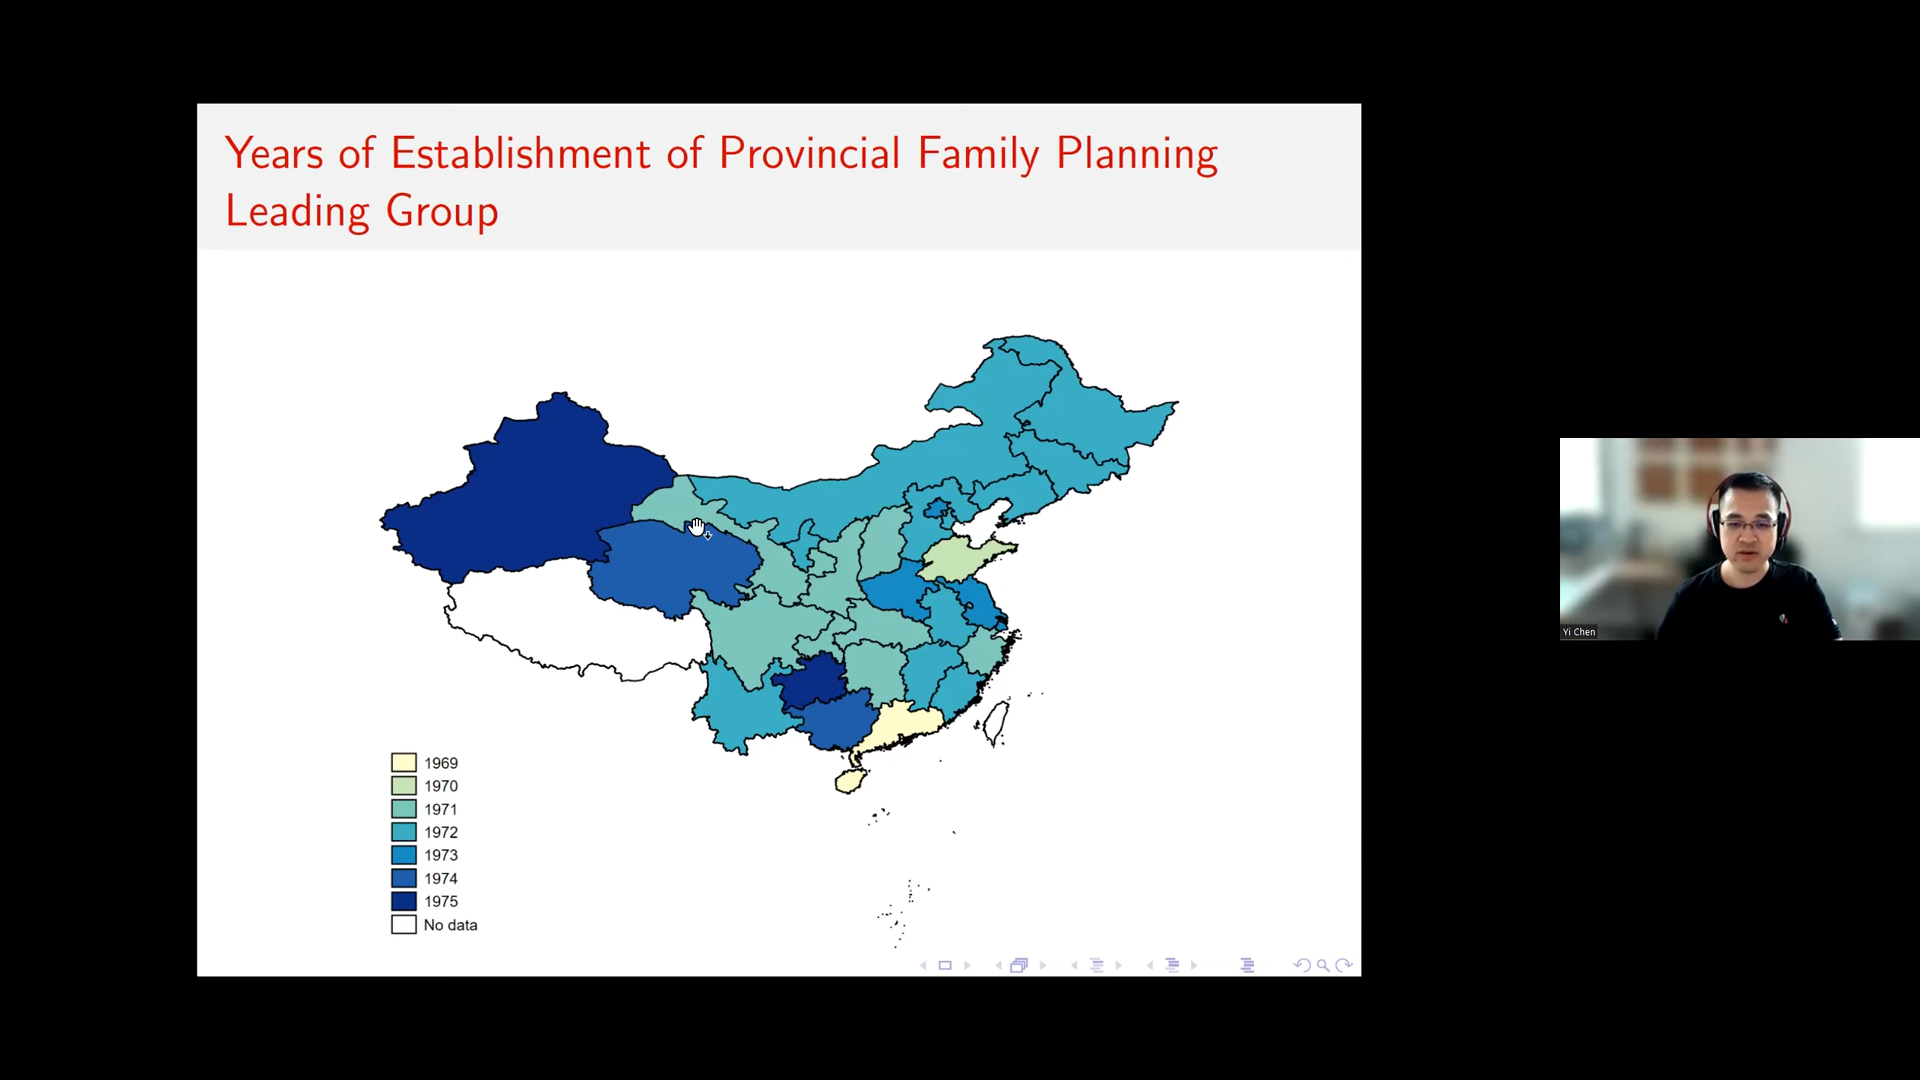 Years of Establishment of Provincial Family Planning
Leading Group
1969
1970
1971
1972
1973
1974
1975
No data
Yi Chen